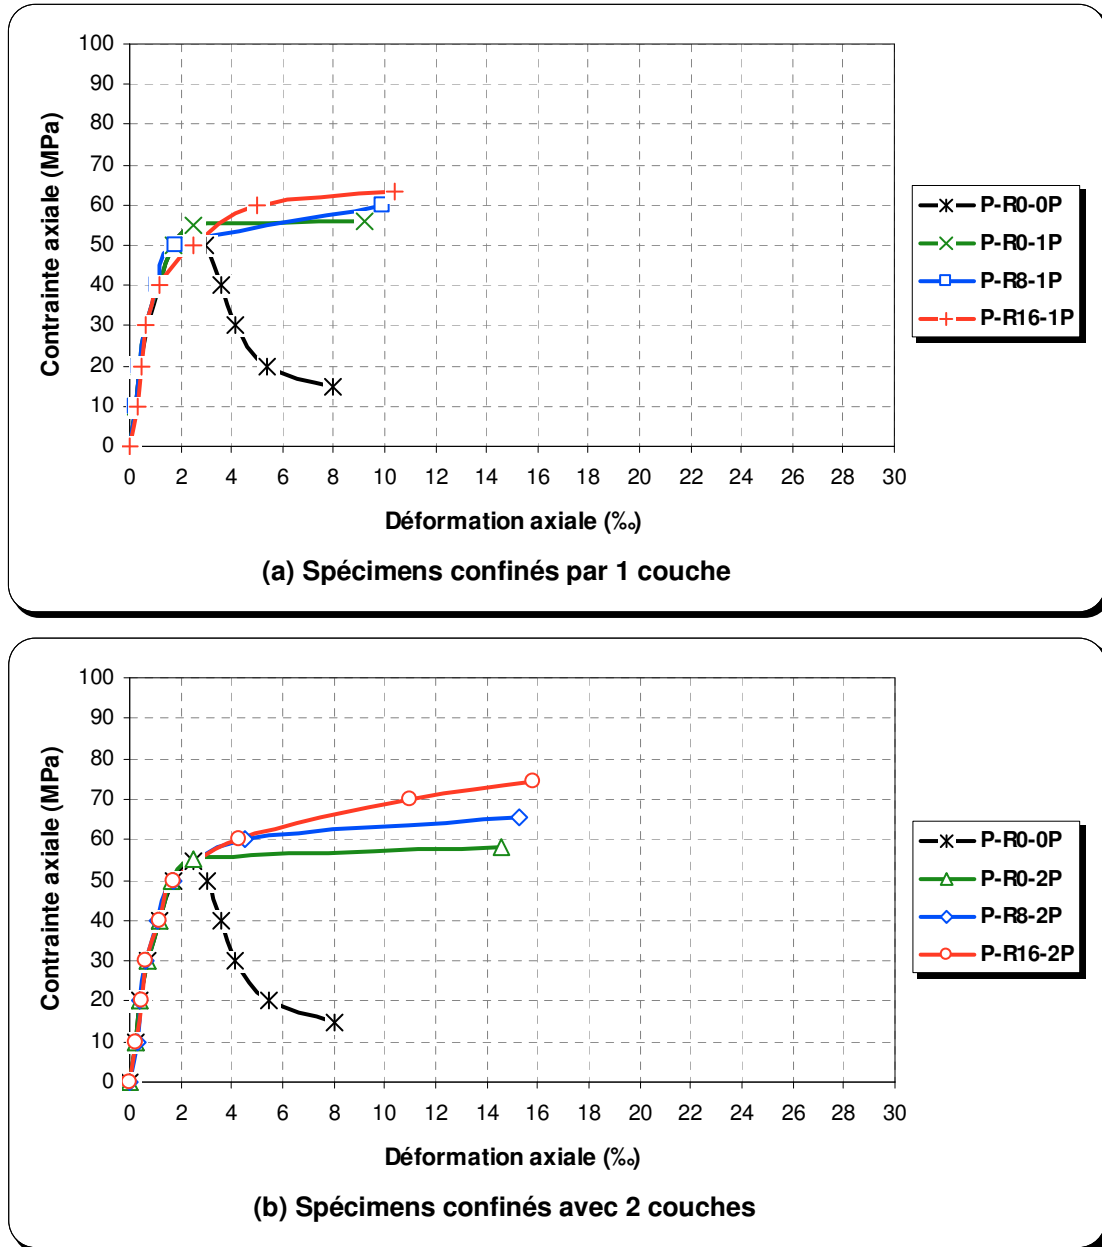 100
90
80
70
60
50
40
30
20
10
0
Contrainte axiale (MPa)
0 2 4 6 8 10 12 14 16 18 20 22 24 26 28 30
Déformation axiale (‰)
P-R0-0P
P-R0-1P
P-R8-1P
P-R16-1P
(a) Spécimens confinés par 1 couche
100
90
80
70
60
50
40
30
20
10
0
Contrainte axiale (MPa)
0 2 4 6 8 10 12 14 16 18 20 22 24 26 28 30
Déformation axiale (‰)
P-R0-0P
P-R0-2P
P-R8-2P
P-R16-2P
(b) Spécimens confinés avec 2 couches